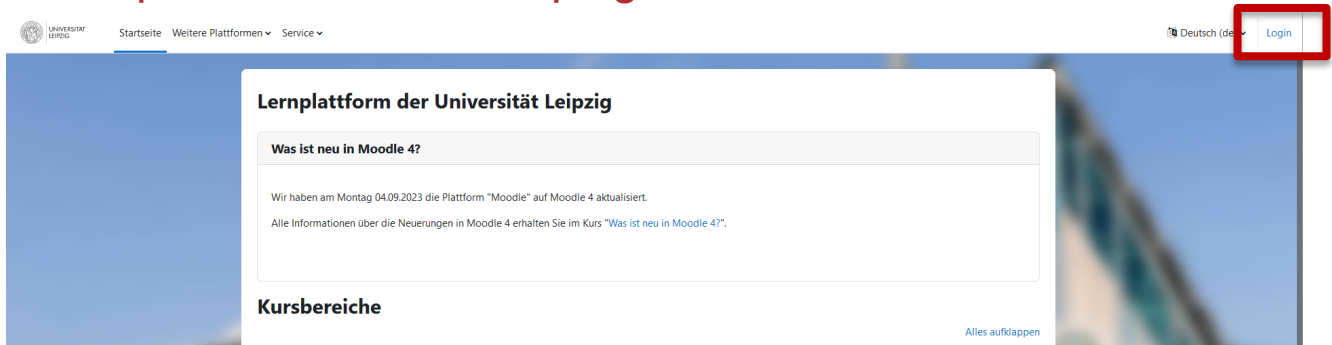 UNIVERSITÄT
LEIPZIG
Startseite Weitere Plattformen Service
Deutsch (de) Login
Lernplattform der Universität Leipzig
Was ist neu in Moodle 4?
Wir haben am Montag 04.09.2023 die Plattform "Moodle" auf Moodle 4 aktualisiert.
Alle Informationen über die Neuerungen in Moodle 4 erhalten Sie im Kurs "Was ist neu in Moodle 4?".
Kursbereiche
Alles aufklappen